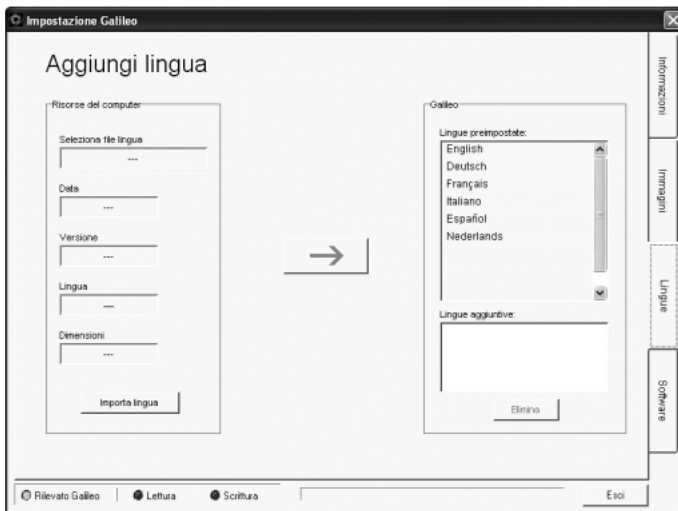 Impostazione Galileo
Aggiungi lingua
Risorse del computer
Seleziona file lingua
---
Data
---
Versione
---
Lingua
---
Dimensioni
---
Importa lingua
Galileo
Lingue preimpostate:
English
Deutsch
Français
Italiano
Español
Nederlands
Lingue aggiuntive:
Elimina
Informazioni
Immagini
Lingue
Software
Rilevato Galileo
Lettura
Scrittura
Esci